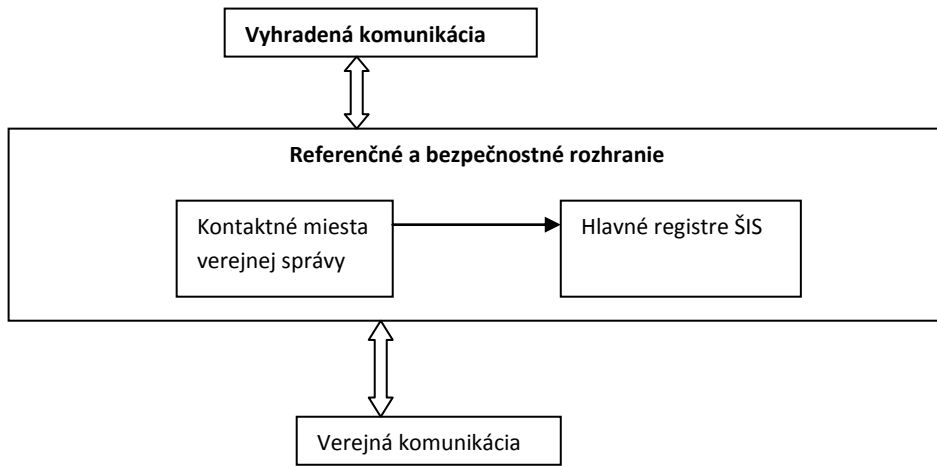 Vyhradená komunikácia
Referenčné a bezpečnostné rozhranie
Kontaktné miesta
verejnej správy
Hlavné registre ŠIS
Verejná komunikácia